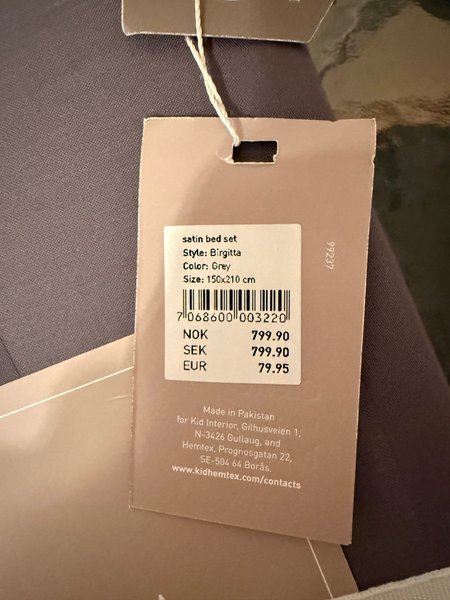 satin bed set
Style: Birgitta
Color: Grey
Size: 150x210 cm
7 068600 003220
NOK 799.90
SEK 799.90
EUR 79.95
99237
Made in Pakistan
for Kid Interior, Gilhusveien 1,
N-3426 Gullaug, and
Hemtex, Prognosgatan 22,
SE-504 64 Borås.
www.kidhemtex.com/contacts